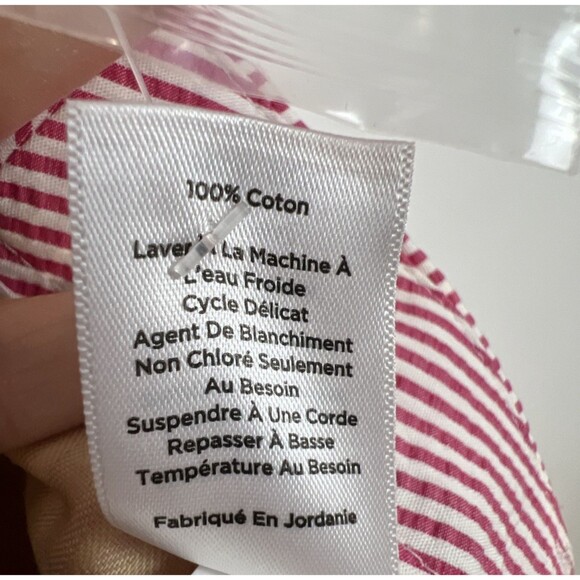 100% Coton
Laver À La Machine À
L'eau Froide
Cycle Délicat
Agent De Blanchiment
Non Chloré Seulement
Au Besoin
Suspendre À Une Corde
Repasser À Basse
Température Au Besoin
Fabriqué En Jordanie